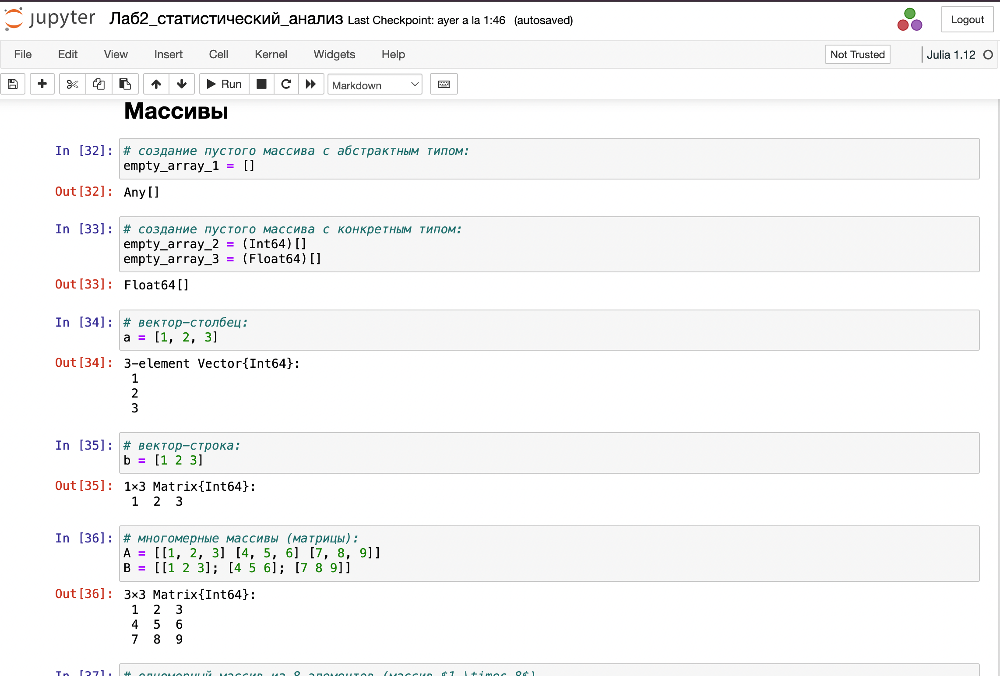 jupyter Лаб2_статистический_анализ Last Checkpoint: ayer a la 1:46 (autosaved)
Logout
File Edit View Insert Cell Kernel Widgets Help Not Trusted Julia 1.12
Run Markdown
Массивы
In [32]: # создание пустого массива с абстрактным типом:
empty_array_1 = []
Out[32]: Any[]
In [33]: # создание пустого массива с конкретным типом:
empty_array_2 = (Int64)[]
empty_array_3 = (Float64)[]
Out[33]: Float64[]
In [34]: # вектор-столбец:
a = [1, 2, 3]
Out[34]: 3-element Vector{Int64}:
1
2
3
In [35]: # вектор-строка:
b = [1 2 3]
Out[35]: 1×3 Matrix{Int64}:
1 2 3
In [36]: # многомерные массивы (матрицы):
A = [[1, 2, 3] [4, 5, 6] [7, 8, 9]]
B = [[1 2 3]; [4 5 6]; [7 8 9]]
Out[36]: 3×3 Matrix{Int64}:
1 2 3
4 5 6
7 8 9
In [37]: # одномерный массив из 8 элементов (массив $1 \times 8$)